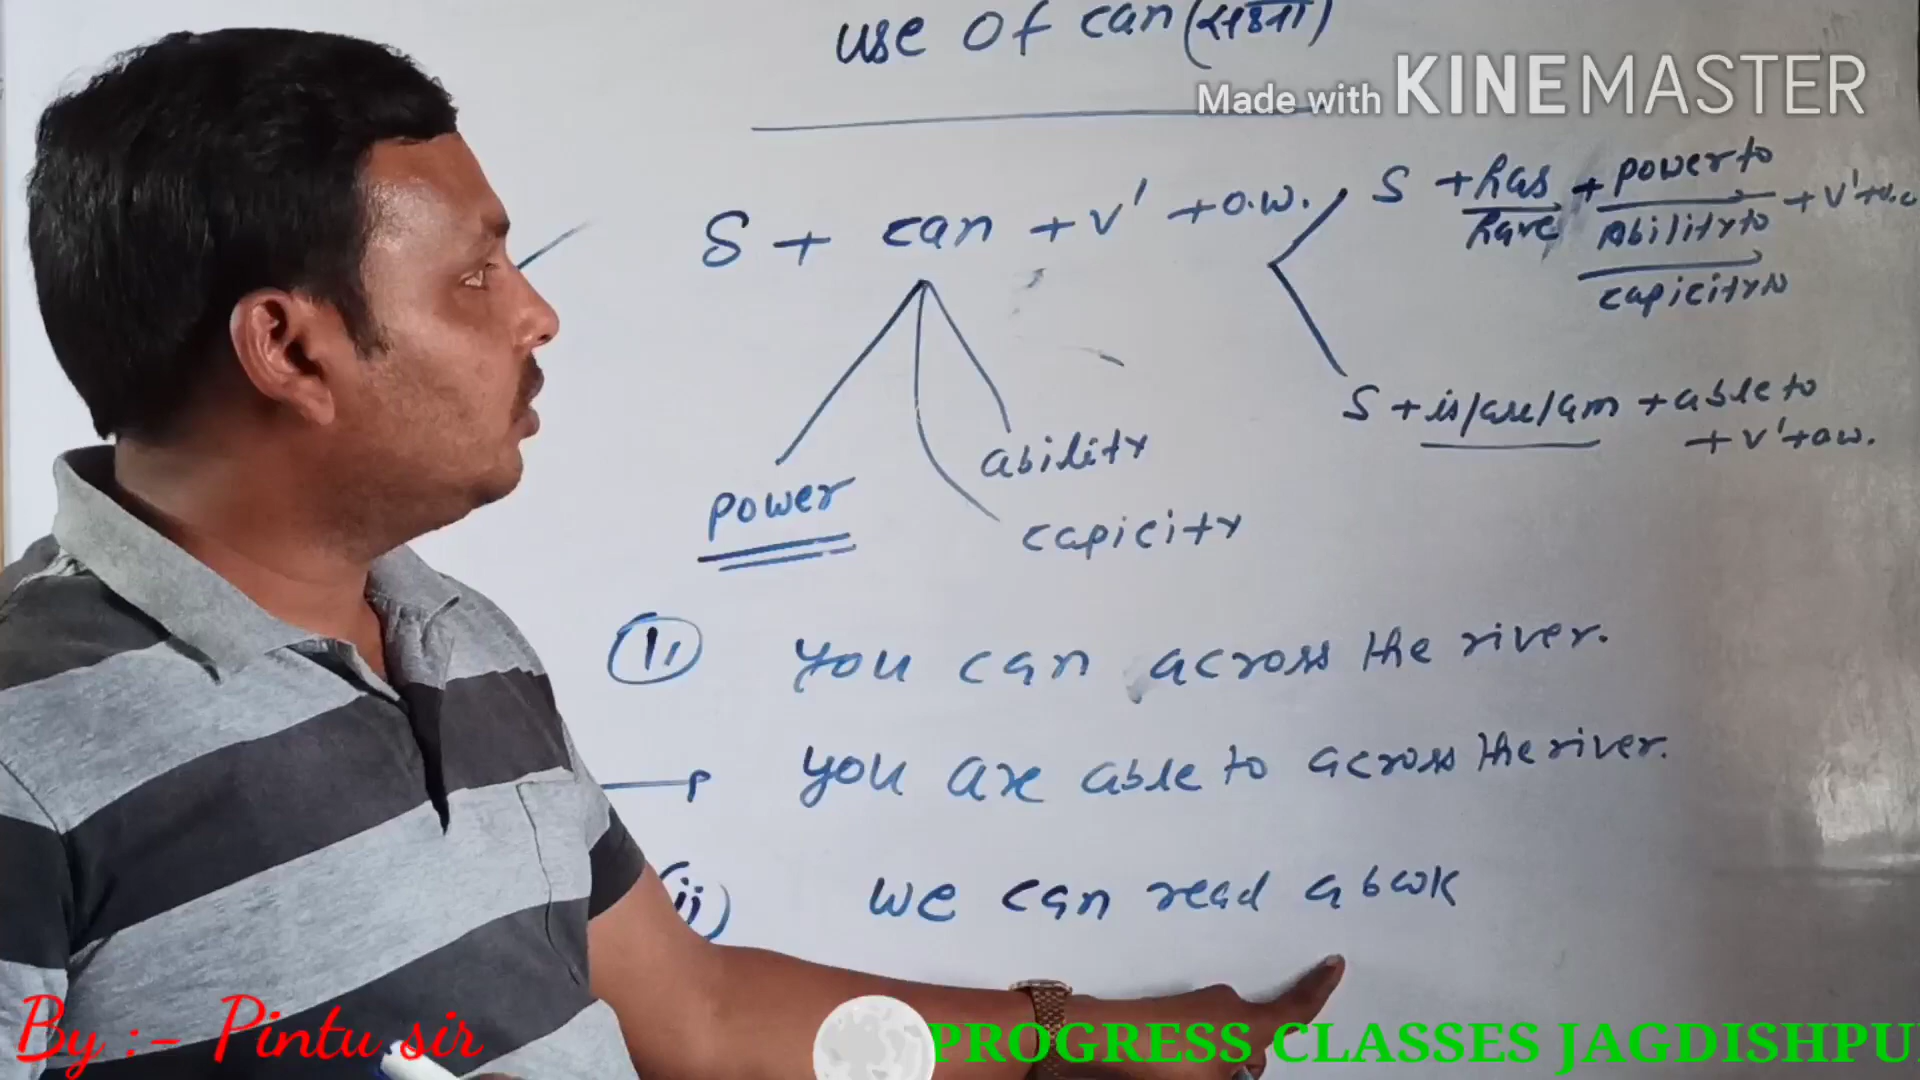 use of can (सकना)
Made with KINEMASTER
S + can + V' + o.w.
S + has / have + power to / Ability to / capicity to + V' + o.w
S + is/are/am + able to
+ V' + o.w.
power
ability
capicity
(i) you can across the river.
you are able to across the river.
(ii) we can read a book
By :- Pintu sir
PROGRESS CLASSES JAGDISHPU